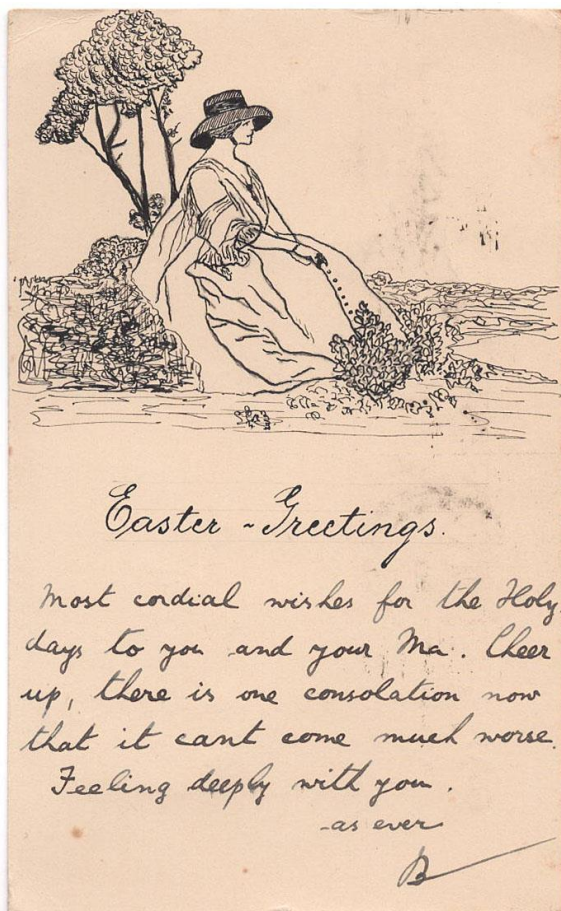 Easter - Greetings.
Most cordial wishes for the Holy
days to you and your Ma. Cheer
up, there is one consolation now
that it cant come much worse.
Feeling deeply with you.
as ever
B